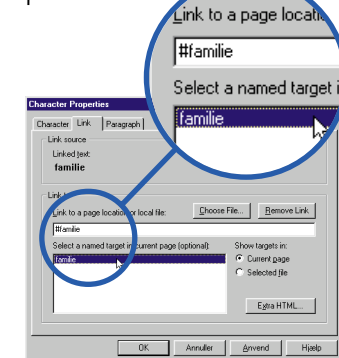 Link to a page locatio
#familie
Select a named target i
familie
Character Properties
Character Link Paragraph
Link source
Linked text:
familie
Link to
Link to a page location or local file:
Choose File... Remove Link
#familie
Select a named target in current page (optional):
Show targets in:
familie
Current page
Selected file
Extra HTML...
OK Annuller Anvend Hjælp